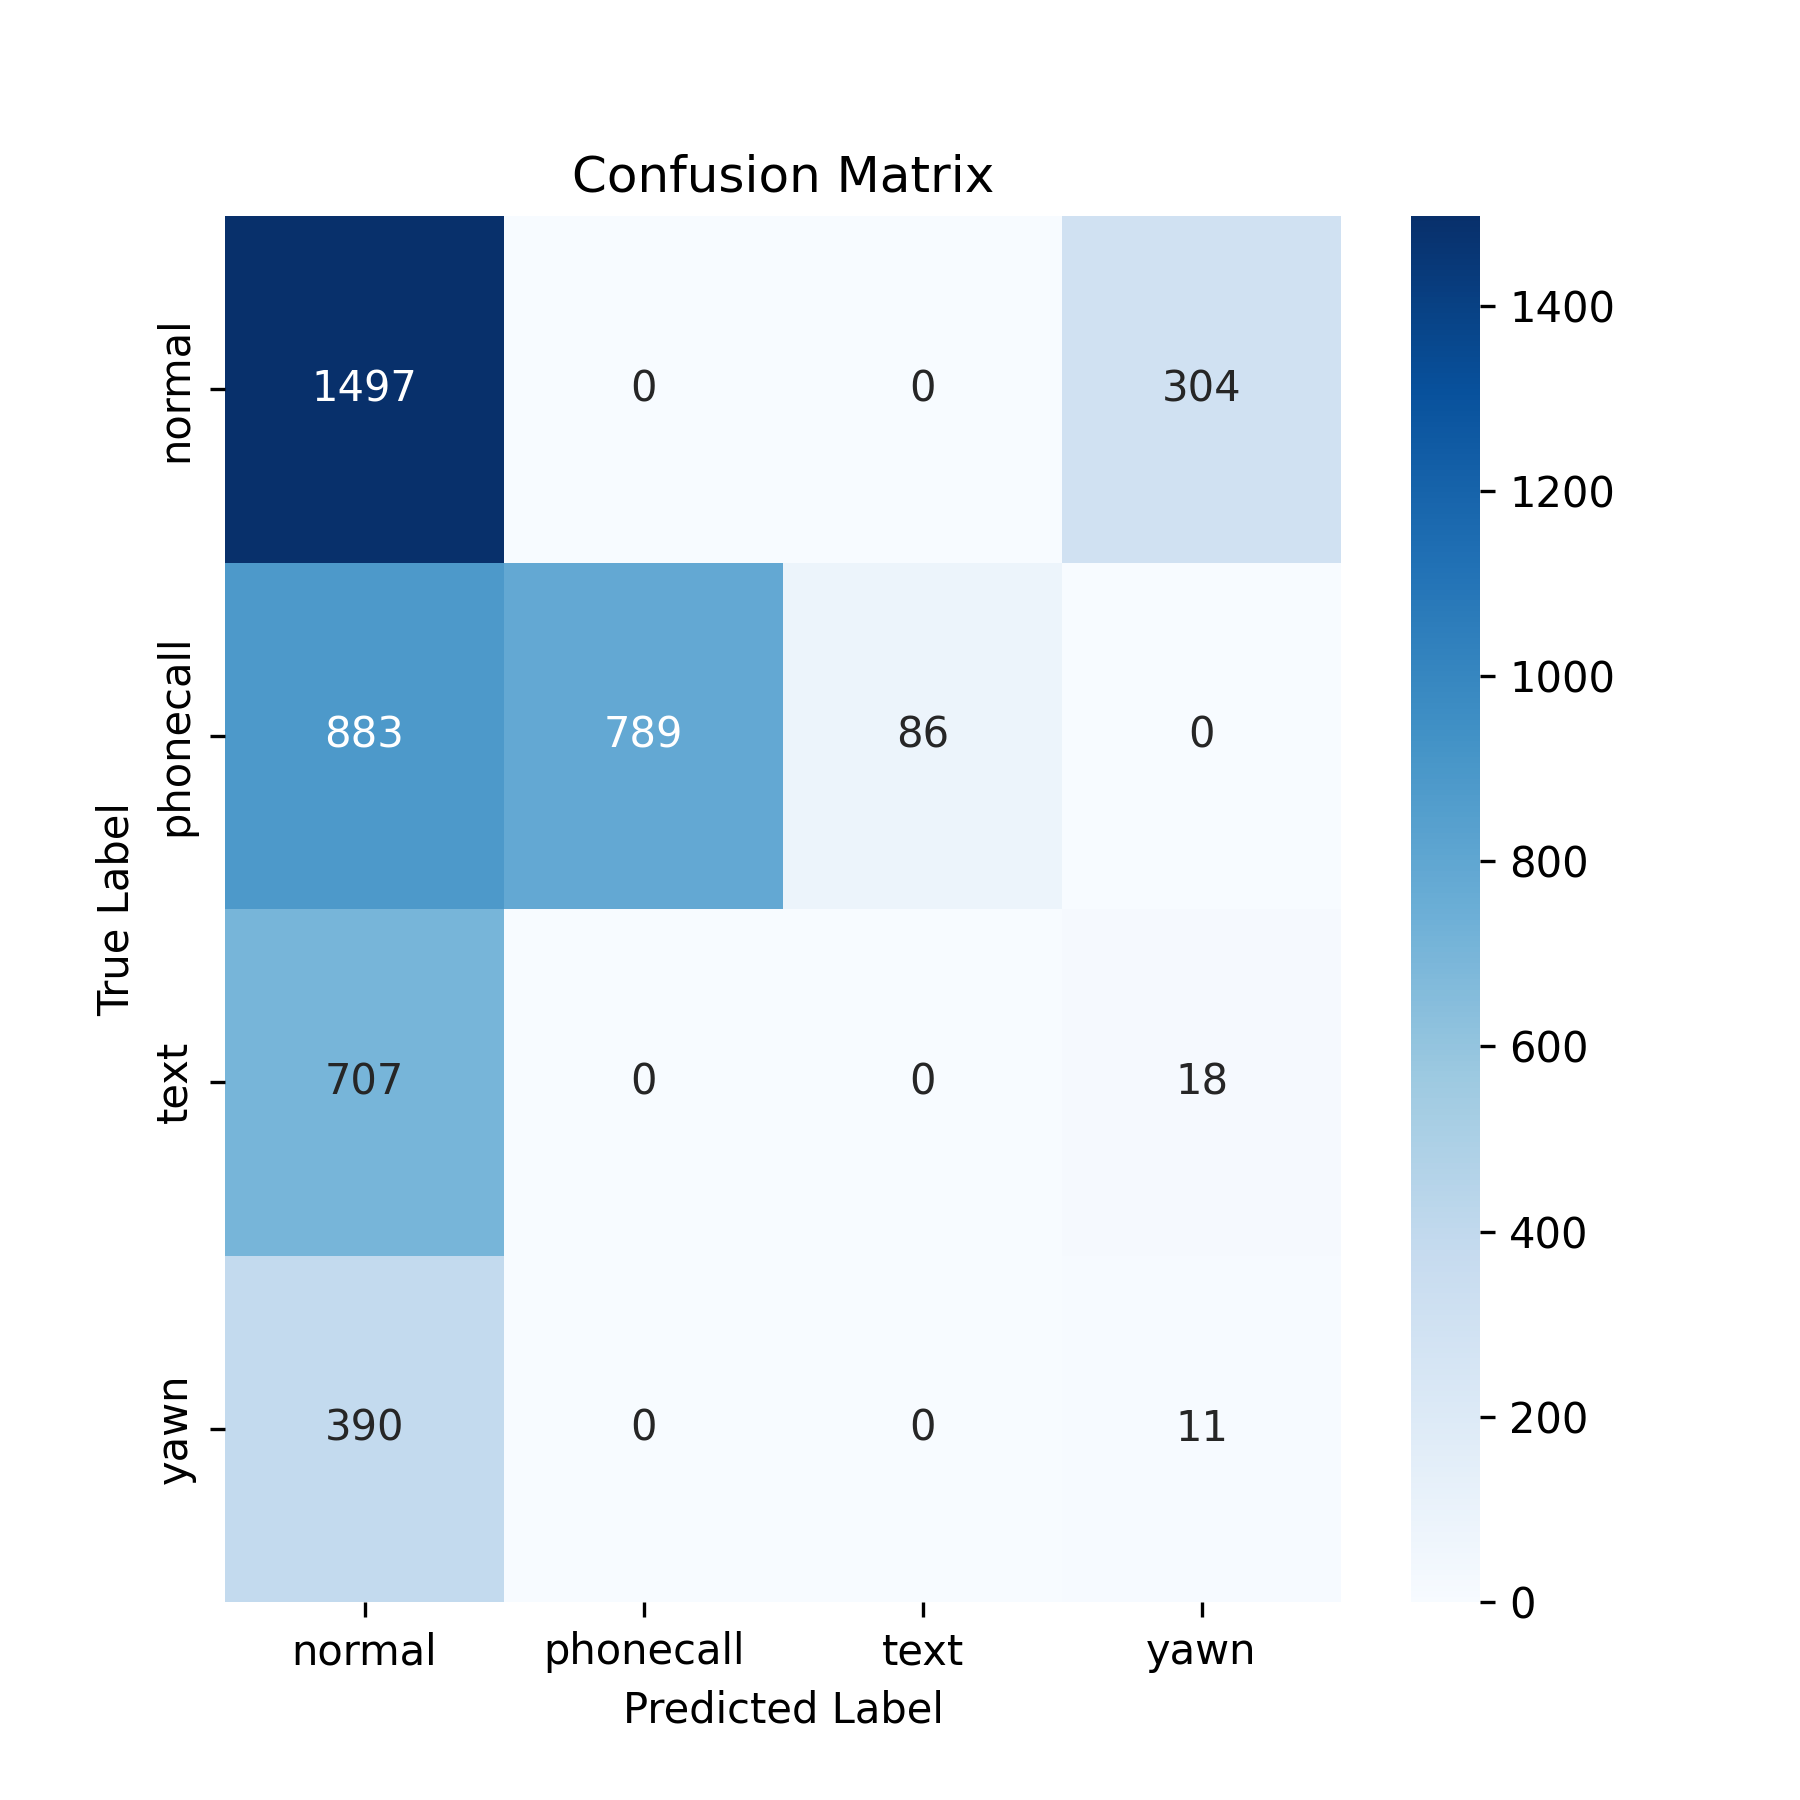 Confusion Matrix
True Label
normal
1497 0 0 304
phonecall
883 789 86 0
text
707 0 0 18
yawn
390 0 0 11
normal phonecall text yawn
Predicted Label
1400
1200
1000
800
600
400
200
0